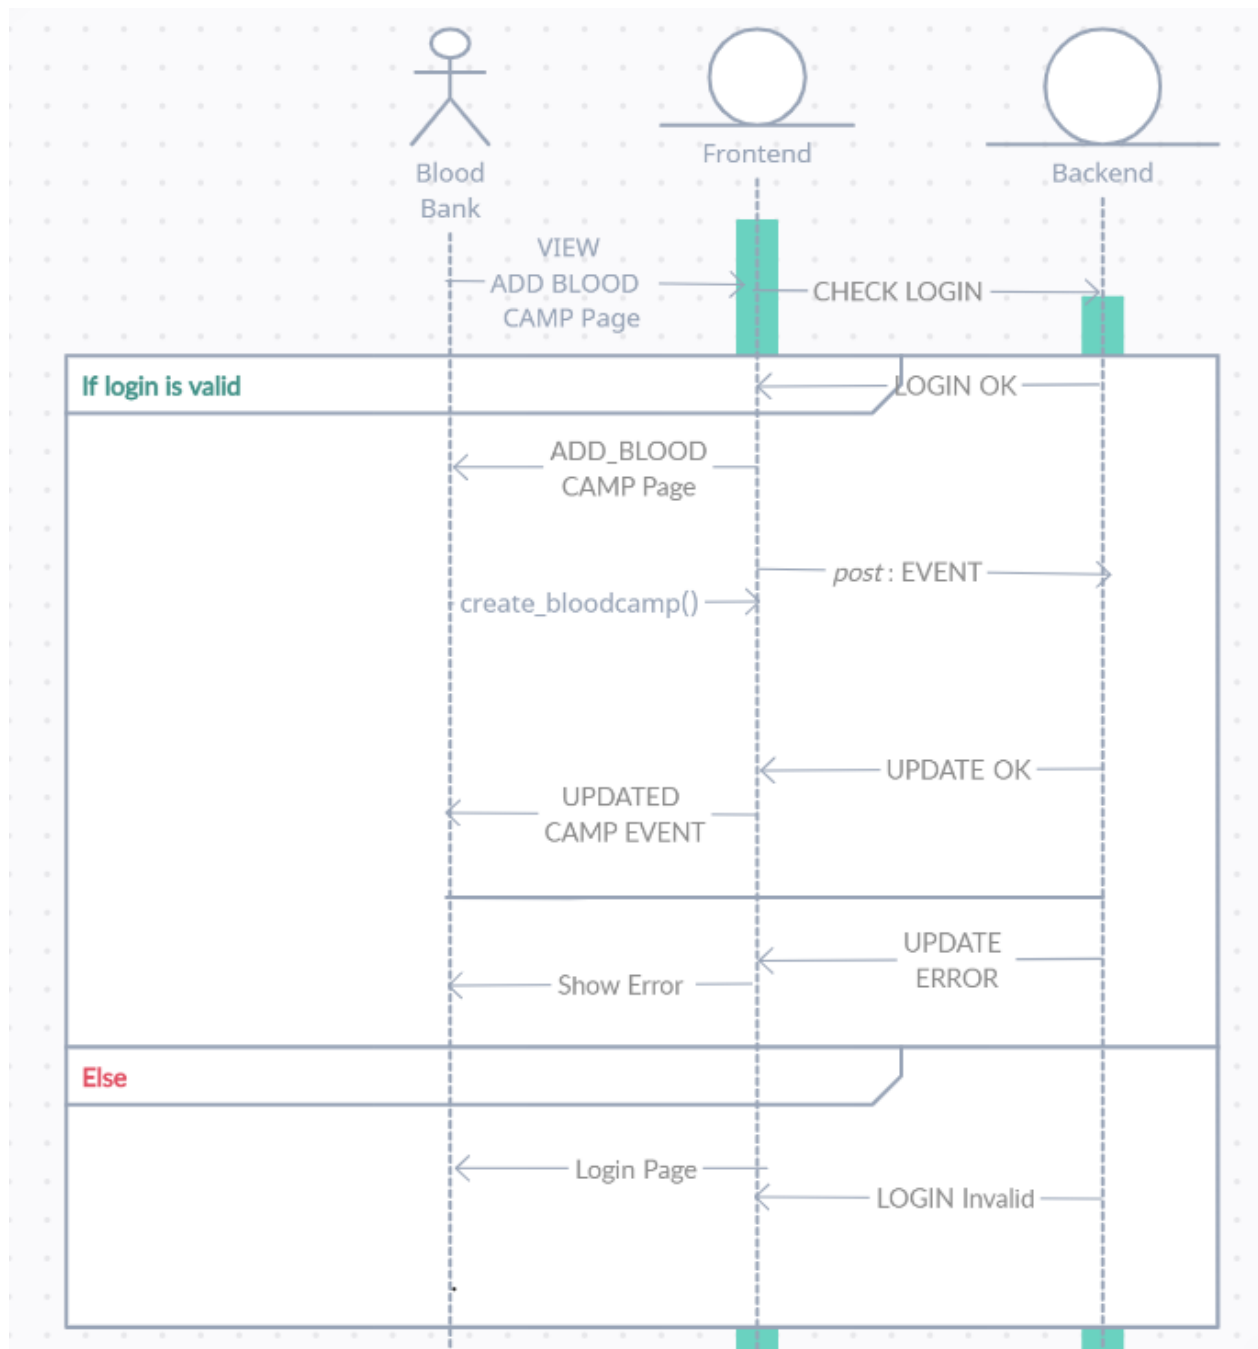 Blood
Bank
Frontend
Backend
VIEW
ADD BLOOD
CAMP Page
CHECK LOGIN
If login is valid
LOGIN OK
ADD_BLOOD
CAMP Page
post : EVENT
create_bloodcamp()
UPDATE OK
UPDATED
CAMP EVENT
UPDATE
ERROR
Show Error
Else
Login Page
LOGIN Invalid